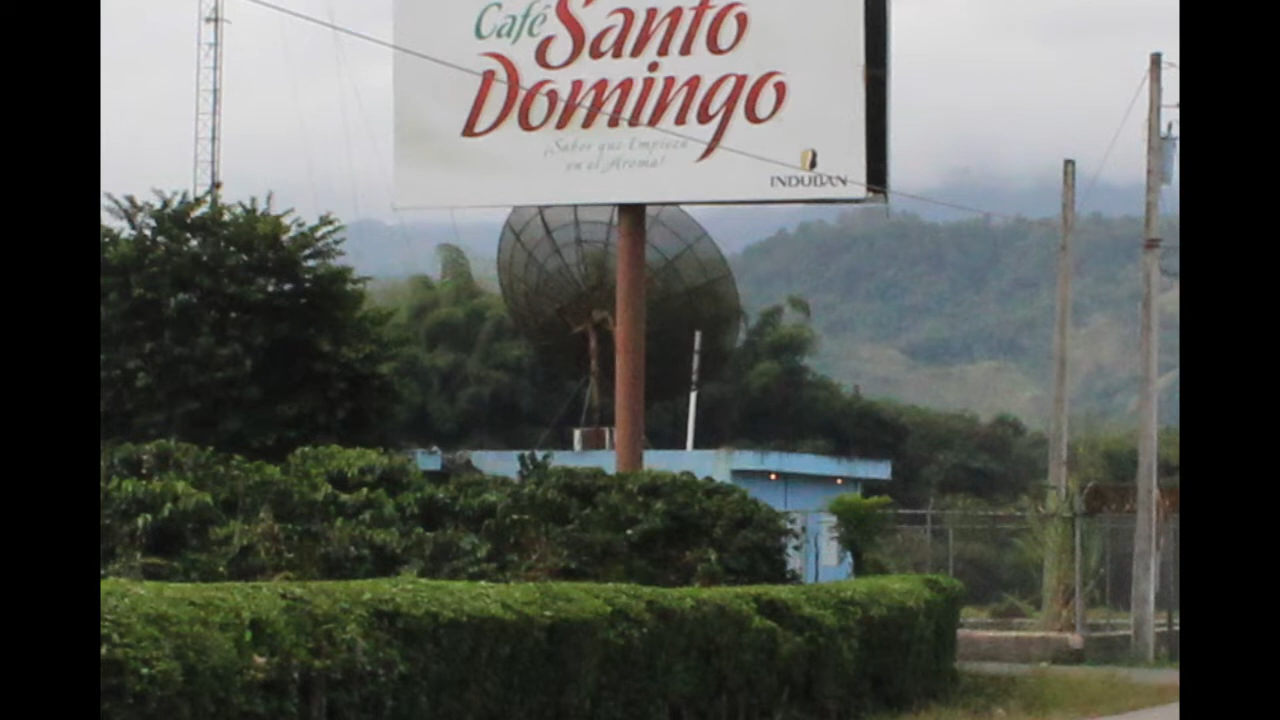 Café Santo
Domingo
¡Sabor que Empieza
en el Aroma!
INDUBAN